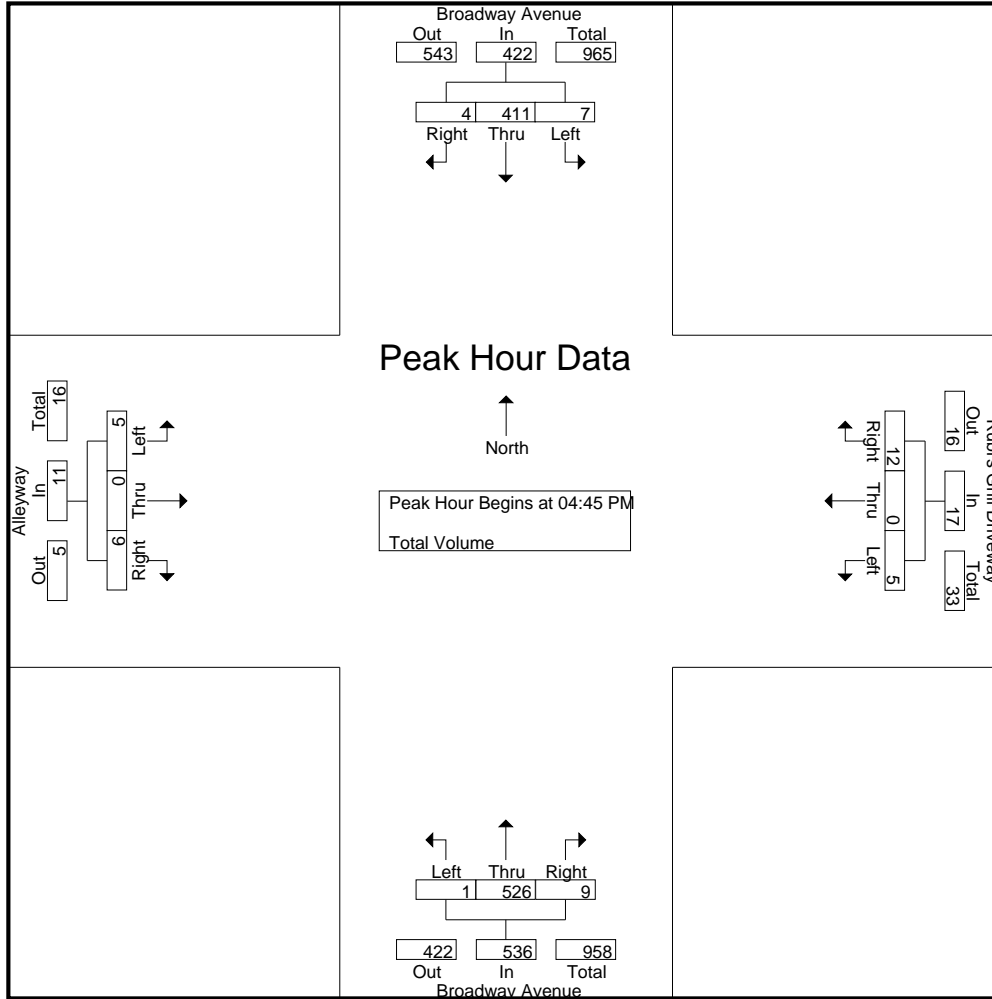 Broadway Avenue
Out In Total
543 422 965
4 411 7
Right Thru Left
Peak Hour Data
North
Peak Hour Begins at 04:45 PM
Total Volume
Alleyway
Total In Out
16 11 5
5 0 6
Left Thru Right
Right Thru Left
12 0 5
16 17 33
Out In Total
Driveway
Left Thru Right
1 526 9
422 536 958
Out In Total
Broadway Avenue